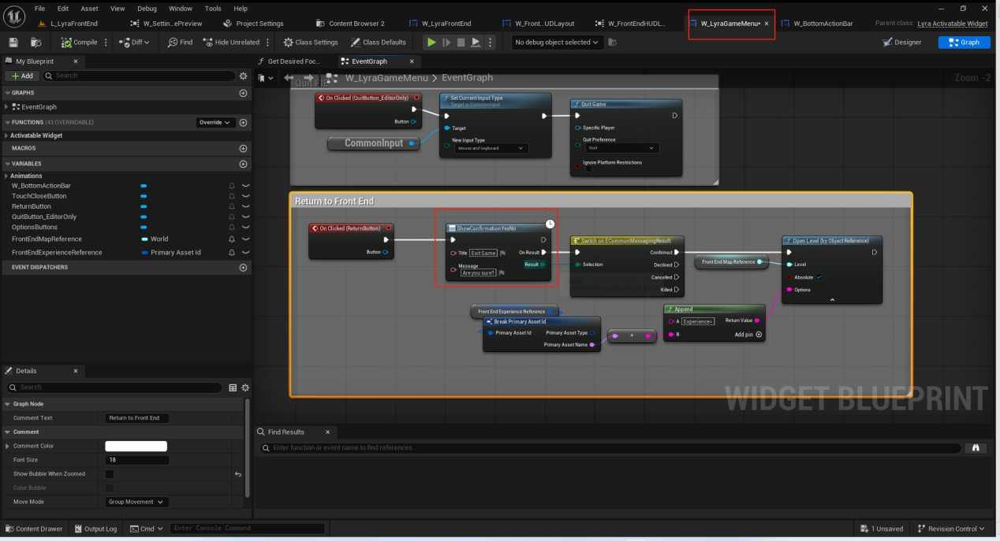 File Edit Asset View Debug Window Tools Help
L_LyraFrontEnd W_Settin...ePreview Project Settings Content Browser 2 W_LyraFrontEnd W_Front...UDLayout W_FrontEndHUDL... W_LyraGameMenu• × W_BottomActionBar Parent class: Lyra Activatable Widget
Compile Diff Find Hide Unrelated Class Settings Class Defaults No debug object selected Designer Graph
My Blueprint × Get Desired Foc... EventGraph ×
+ Add Search W_LyraGameMenu > EventGraph Zoom -2
GRAPHS
EventGraph
FUNCTIONS (43 OVERRIDABLE) Override
Activatable Widget
MACROS
VARIABLES
Animations
W_BottomActionBar
TouchCloseButton
ReturnButton
QuitButton_EditorOnly
OptionsButtons
FrontEndMapReference World
FrontEndExperienceReference Primary Asset Id
EVENT DISPATCHERS
On Clicked (QuitButton_EditorOnly)
Button
CommonInput
Set Current Input Type
Target is CommonInput
Target
New Input Type
Mouse and Keyboard
Quit Game
Specific Player
Quit Preference
Quit
Ignore Platform Restrictions
Return to Front End
On Clicked (ReturnButton)
Button
ShowConfirmationYesNo
Title Exit Game On Result
Result
Message
Are you sure?
Switch on ECommonMessagingResult
Confirmed
Selection Declined
Cancelled
Killed
Front End Map Reference
Open Level (by Object Reference)
Level
Absolute
Options
Front End Experience Reference
Break Primary Asset Id
Primary Asset Id Primary Asset Type
Primary Asset Name
Append
A Experience= Return Value
B Add pin
WIDGET BLUEPRINT
Details ×
Search
Graph Node
Comment Text Return to Front End
Comment
Comment Color
Font Size 18
Show Bubble When Zoomed
Color Bubble
Move Mode Group Movement
Find Results ×
Enter function or event name to find references...
Content Drawer Output Log Cmd Enter Console Command 1 Unsaved Revision Control